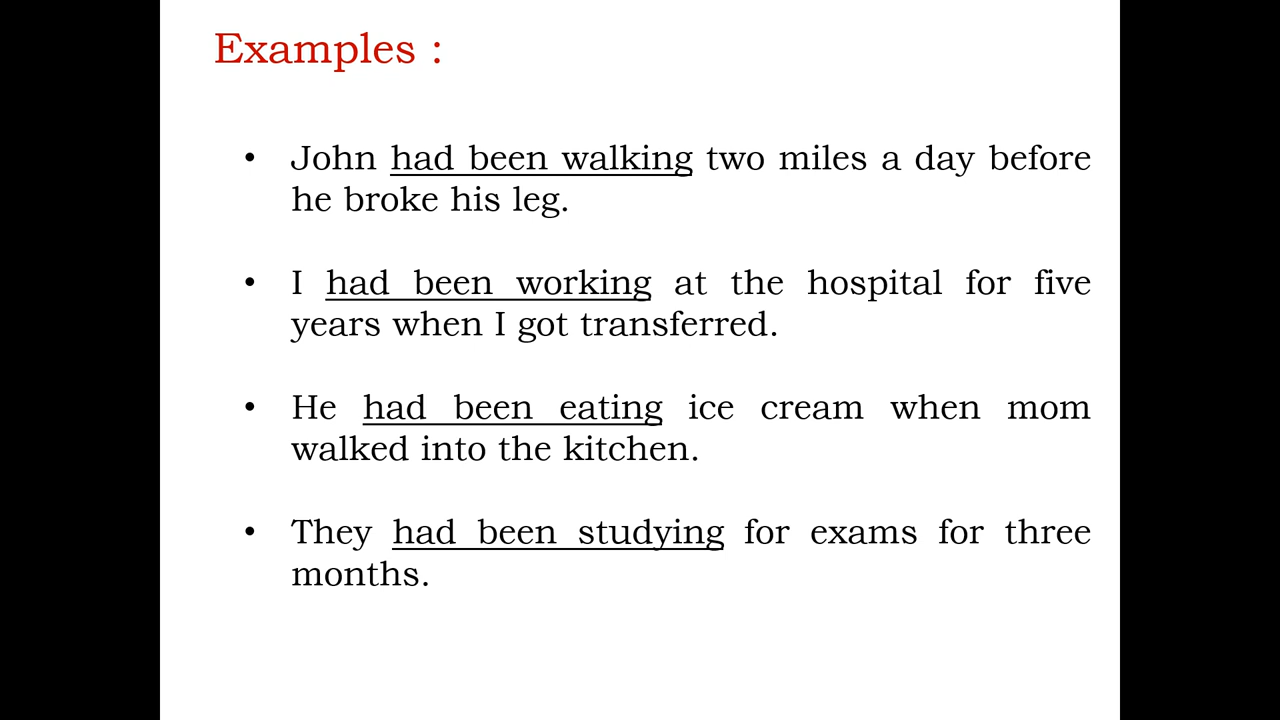 Examples :
• John had been walking two miles a day before
he broke his leg.
• I had been working at the hospital for five
years when I got transferred.
• He had been eating ice cream when mom
walked into the kitchen.
• They had been studying for exams for three
months.